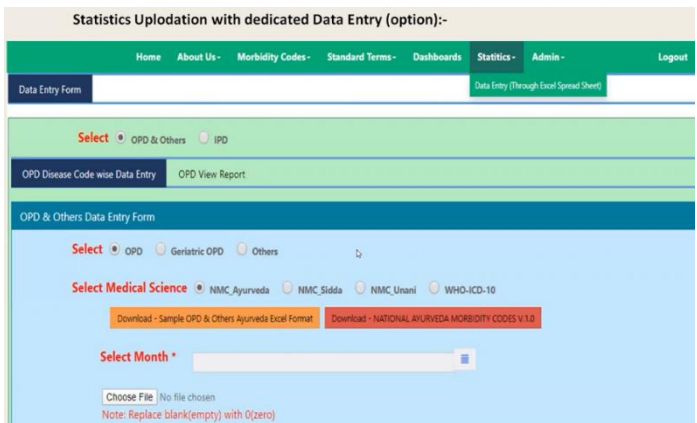 Statistics Uplodation with dedicated Data Entry (option):-
Home About Us- Morbidity Codes- Standard Terms- Dashboards Statitics- Admin- Logout
Data Entry Form Data Entry (Through Excel Spread Sheet)
Select OPD & Others IPD
OPD Disease Code wise Data Entry OPD View Report
OPD & Others Data Entry Form
Select OPD Geriatric OPD Others
Select Medical Science NMC_Ayurveda NMC_Sidda NMC_Unani WHO-ICD-10
Download - Sample OPD & Others Ayurveda Excel Format Download - NATIONAL AYURVEDA MORBIDITY CODES V.1.0
Select Month *
Choose File No file chosen
Note: Replace blank(empty) with 0(zero)